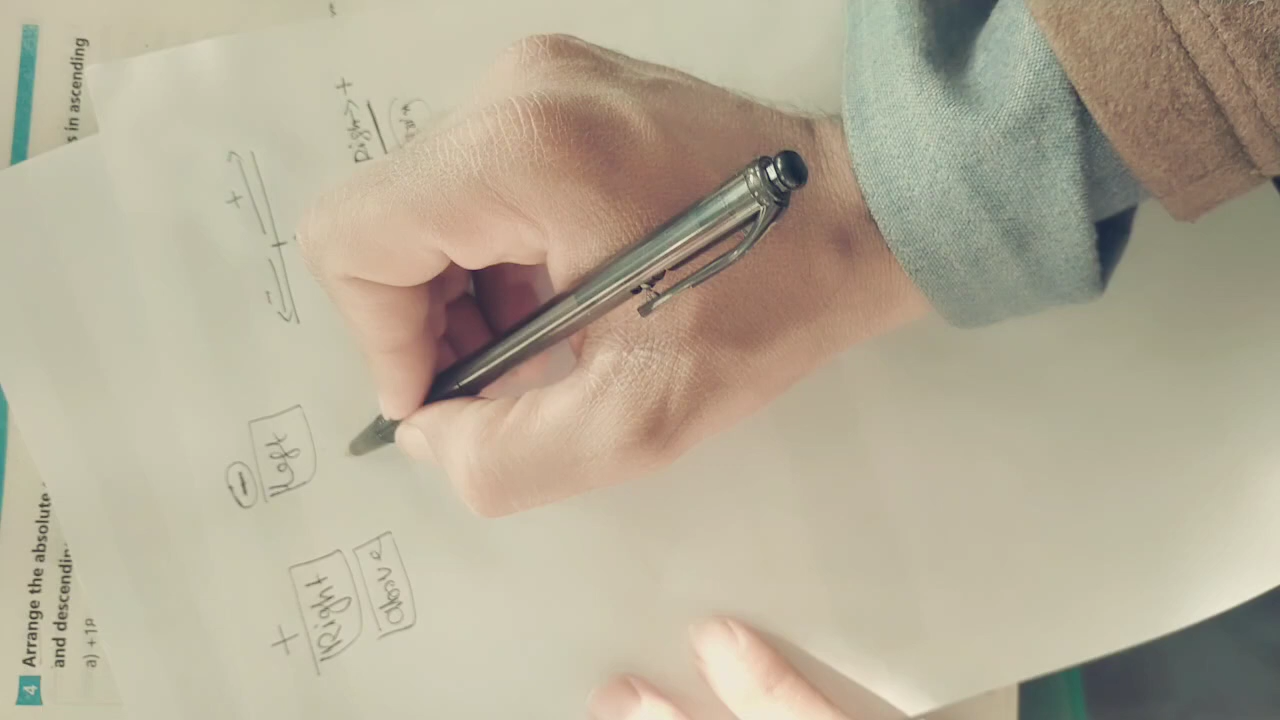 4 Arrange the absolute s in ascending
and descendin
a) +1
− +
Left
− +
+
Right
Right → +
above